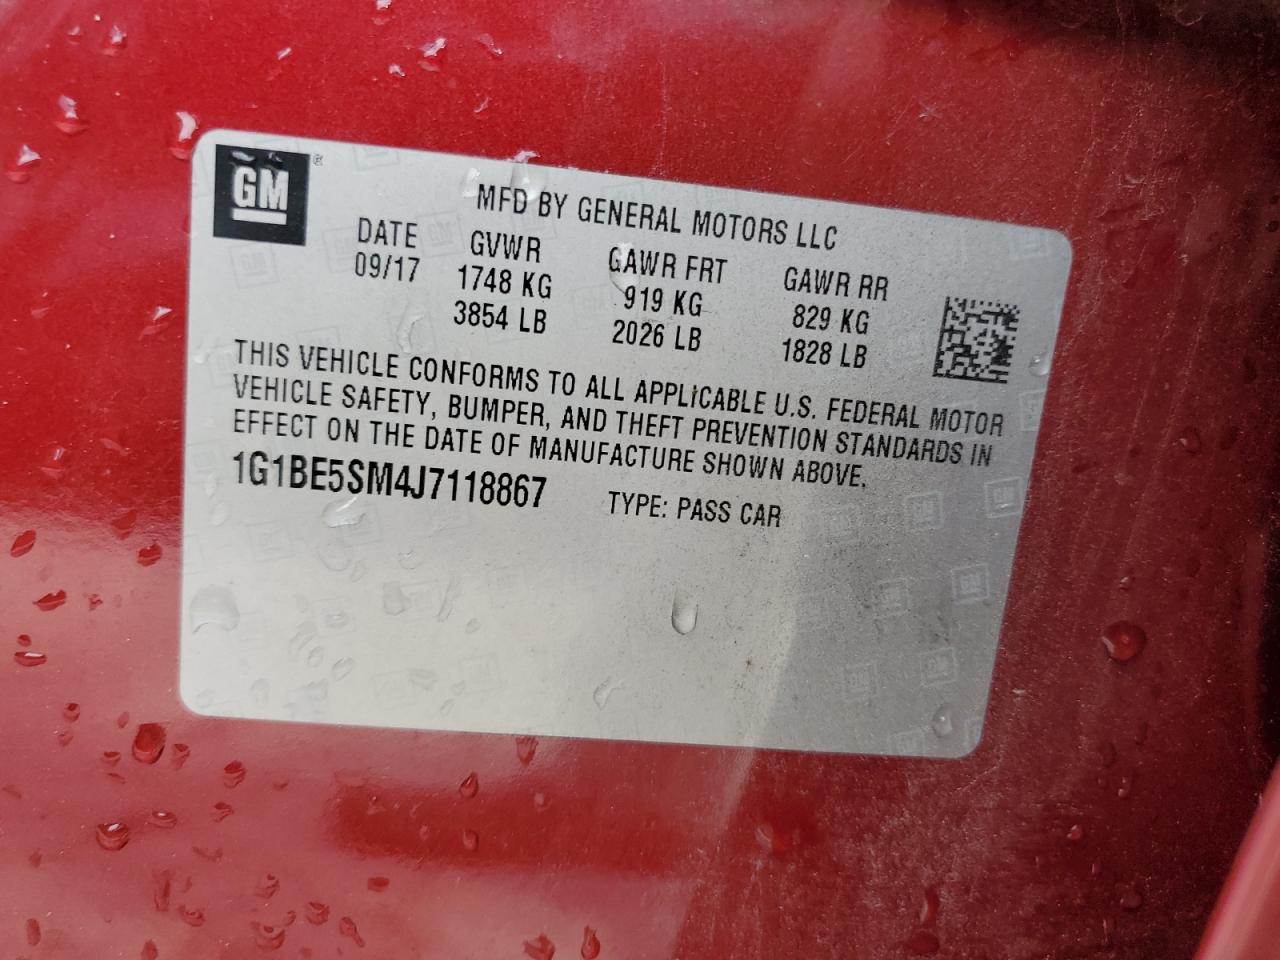 GM
MFD BY GENERAL MOTORS LLC
DATE GVWR GAWR FRT GAWR RR
09/17 1748 KG 919 KG 829 KG
3854 LB 2026 LB 1828 LB
THIS VEHICLE CONFORMS TO ALL APPLICABLE U.S. FEDERAL MOTOR
VEHICLE SAFETY, BUMPER, AND THEFT PREVENTION STANDARDS IN
EFFECT ON THE DATE OF MANUFACTURE SHOWN ABOVE.
1G1BE5SM4J7118867 TYPE: PASS CAR